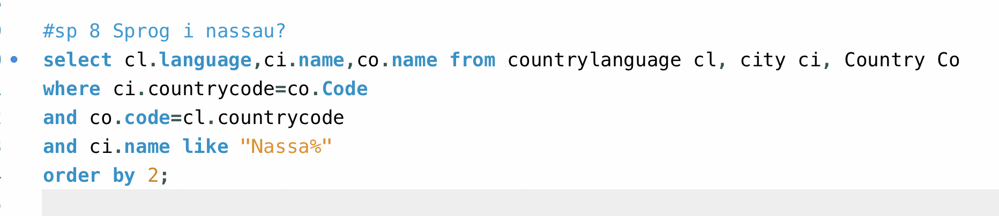 #sp 8 Sprog i nassau?
select cl.language,ci.name,co.name from countrylanguage cl, city ci, Country Co
where ci.countrycode=co.Code
and co.code=cl.countrycode
and ci.name like "Nassa%"
order by 2;